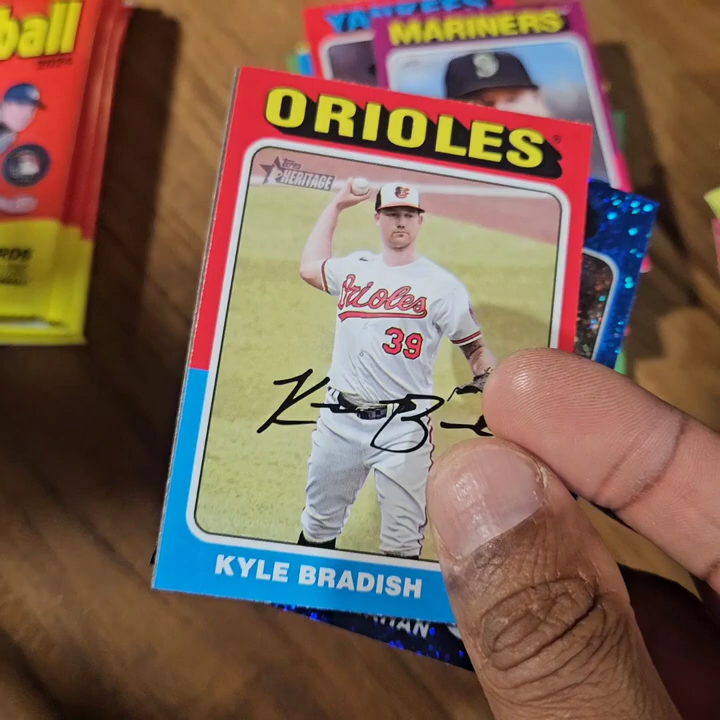 ball
YANKEES
MARINERS
S
ORIOLES®
Topps
HERITAGE
Orioles
39
K B
KYLE BRADISH